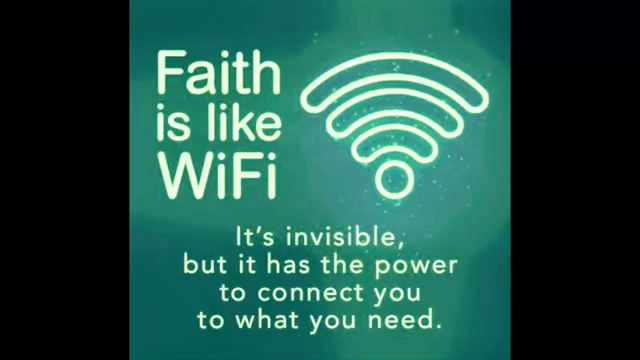 Faith
is like
WiFi
It's invisible,
but it has the power
to connect you
to what you need.